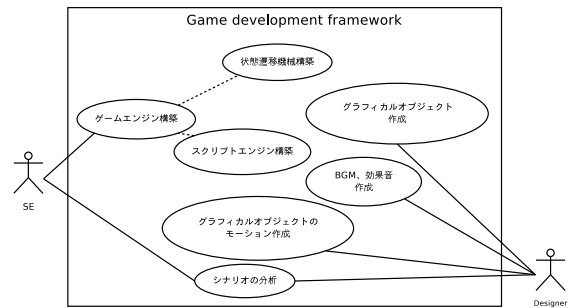 Game development framework
状態遷移機械構築
グラフィカルオブジェクト
作成
ゲームエンジン構築
スクリプトエンジン構築
BGM、効果音
作成
SE
グラフィカルオブジェクトの
モーション作成
シナリオの分析
Designer